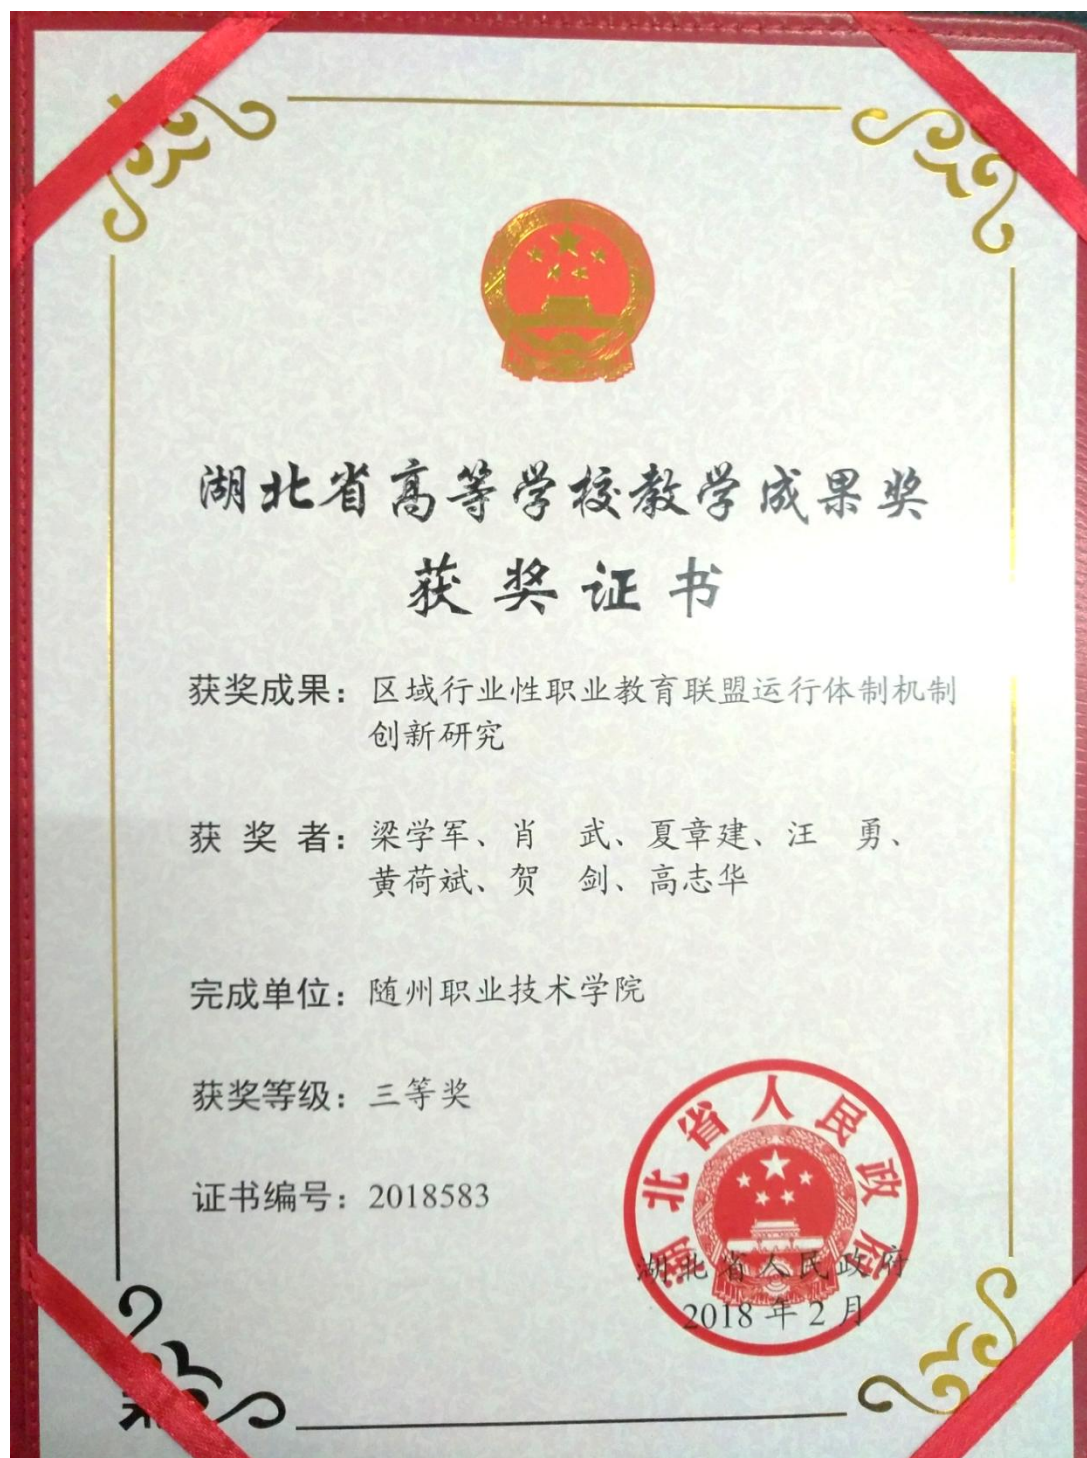 湖北省高等学校教学成果奖
获奖证书
获奖成果：区域行业性职业教育联盟运行体制机制
创新研究
获奖者：梁学军、肖　武、夏章建、汪　勇、
黄荷斌、贺　剑、高志华
完成单位：随州职业技术学院
获奖等级：三等奖
证书编号：2018583
湖北省人民政府
湖北省人民政府
2018年2月